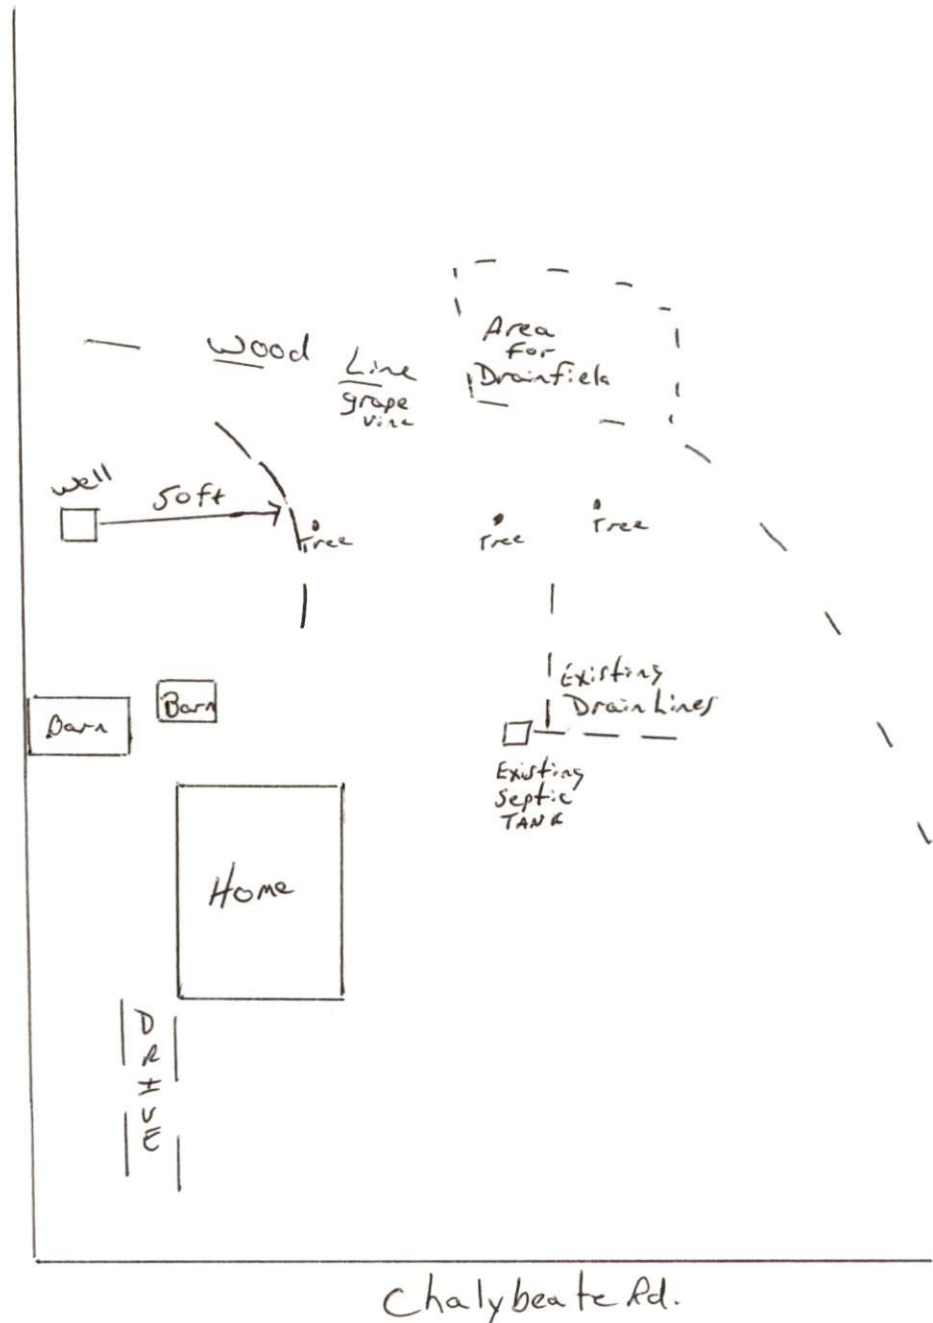 Area
for
Drainfield
Wood Line
grape
vine
well
50ft
tree
tree
tree
Existing
Drain Lines
Barn
Barn
Existing
Septic
TANK
Home
DRIVE
Chalybeate Rd.